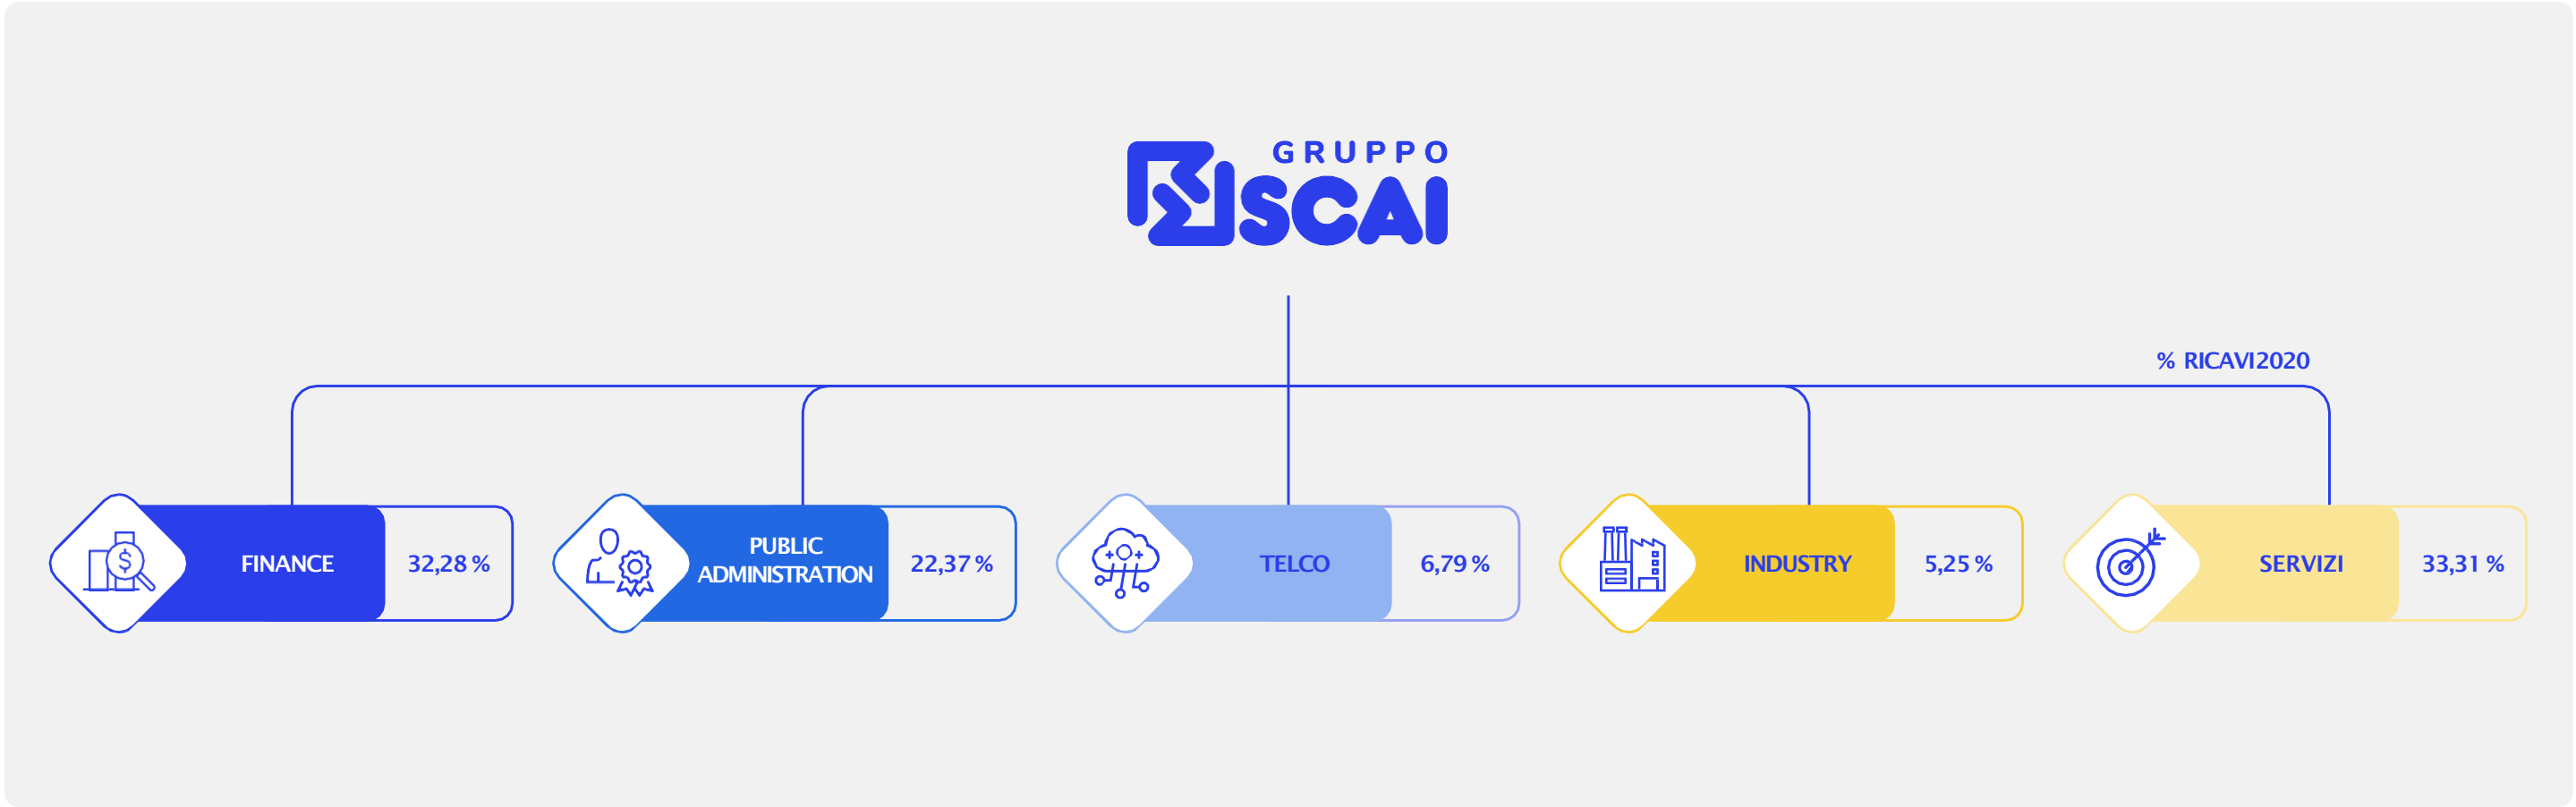 GRUPPO
SCAI
% RICAVI2020
FINANCE
32,28 %
PUBLIC
ADMINISTRATION
22,37 %
TELCO
6,79 %
INDUSTRY
5,25 %
SERVIZI
33,31 %